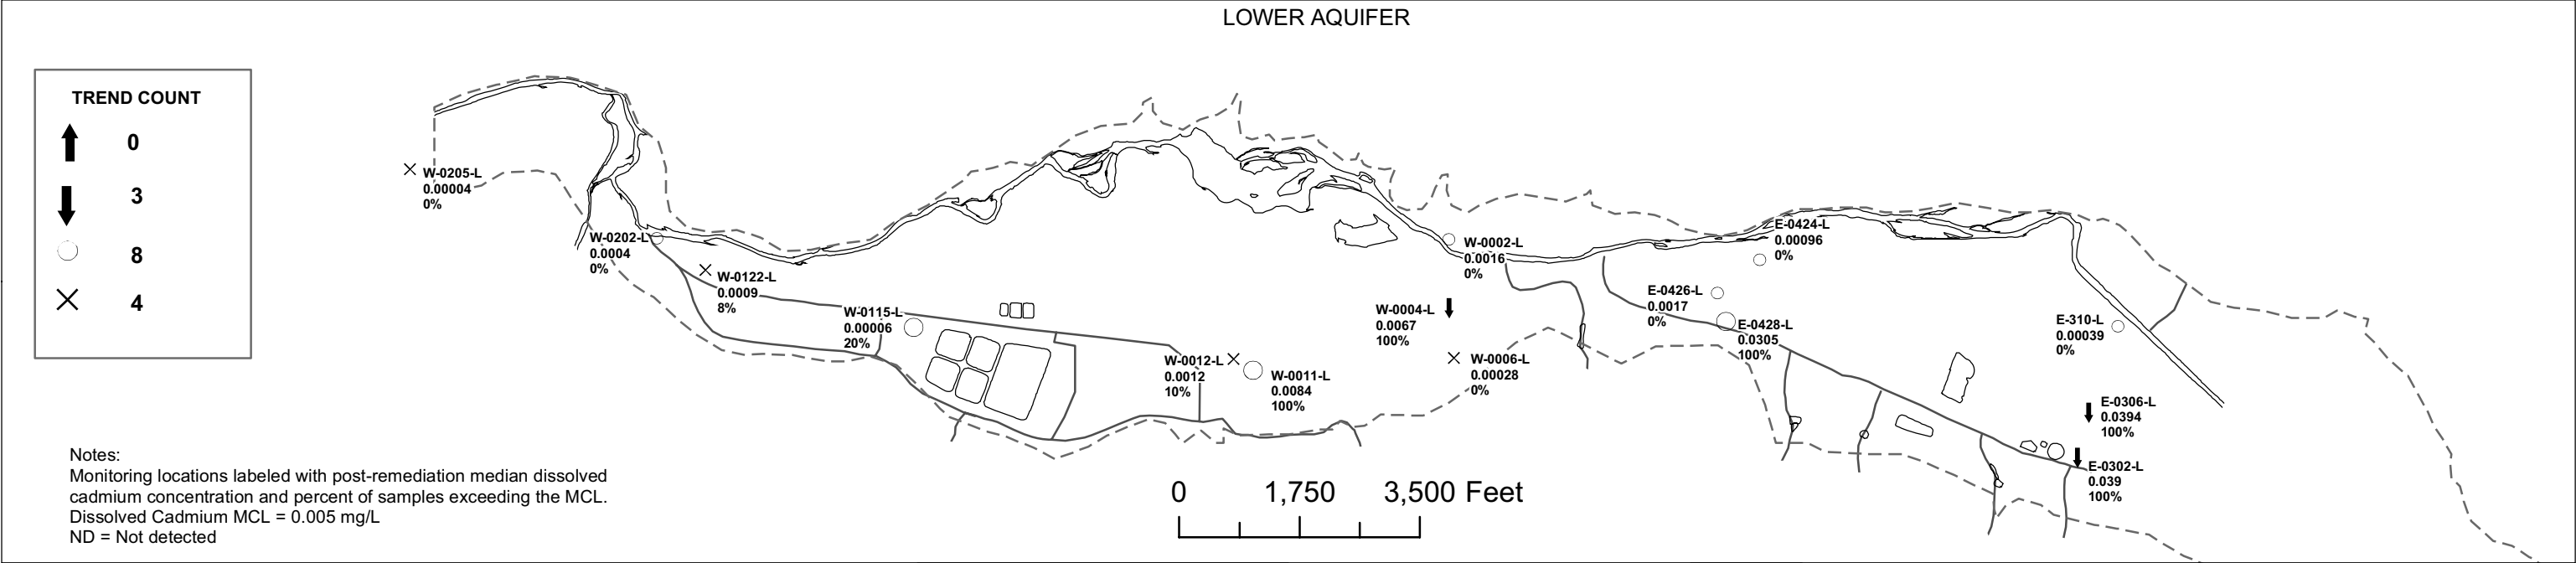 LOWER AQUIFER
TREND COUNT
0
3
8
4
W-0205-L
0.00004
0%
W-0202-L
0.0004
0%
W-0122-L
0.0009
8%
W-0115-L
0.00006
20%
W-0012-L
0.0012
10%
W-0011-L
0.0084
100%
W-0004-L
0.0067
100%
W-0002-L
0.0016
0%
W-0006-L
0.00028
0%
E-0424-L
0.00096
0%
E-0426-L
0.0017
0%
E-0428-L
0.0305
100%
E-310-L
0.00039
0%
E-0306-L
0.0394
100%
E-0302-L
0.039
100%
Notes:
Monitoring locations labeled with post-remediation median dissolved
cadmium concentration and percent of samples exceeding the MCL.
Dissolved Cadmium MCL = 0.005 mg/L
ND = Not detected
0 1,750 3,500 Feet